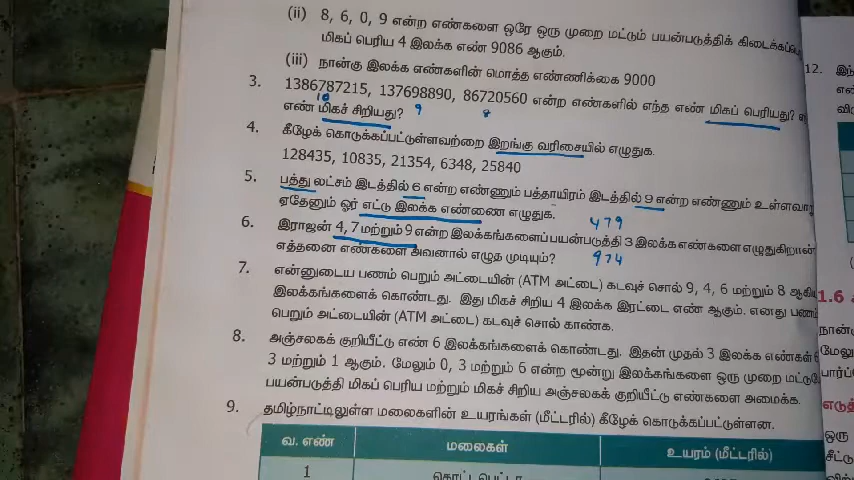 (ii) 8, 6, 0, 9 என்ற எண்களை ஒரே ஒரு முறை மட்டும் பயன்படுத்திக் கிடைக்கப்பெ
மிகப் பெரிய 4 இலக்க எண் 9086 ஆகும்.
(iii) நான்கு இலக்க எண்களின் மொத்த எண்ணிக்கை 9000
3. 1386787215, 137698890, 86720560 என்ற எண்களில் எந்த எண் மிகப் பெரியது? எ
10 9 8
எண் மிகச் சிறியது?
4. கீழேக் கொடுக்கப்பட்டுள்ளவற்றை இறங்கு வரிசையில் எழுதுக.
128435, 10835, 21354, 6348, 25840
5. பத்து லட்சம் இடத்தில் 6 என்ற எண்ணும் பத்தாயிரம் இடத்தில் 9 என்ற எண்ணும் உள்ளவா
ஏதேனும் ஓர் எட்டு இலக்க எண்ணை எழுதுக.
479
6. இராஜன் 4, 7 மற்றும் 9 என்ற இலக்கங்களைப் பயன்படுத்தி 3 இலக்க எண்களை எழுதுகிறான்
எத்தனை எண்களை அவனால் எழுத முடியும்?
974
7. என்னுடைய பணம் பெறும் அட்டையின் (ATM அட்டை) கடவுச் சொல் 9, 4, 6 மற்றும் 8 ஆகிய
இலக்கங்களைக் கொண்டது. இது மிகச் சிறிய 4 இலக்க இரட்டை எண் ஆகும். எனது பணம்
பெறும் அட்டையின் (ATM அட்டை) கடவுச் சொல் காண்க.
8. அஞ்சலகக் குறியீட்டு எண் 6 இலக்கங்களைக் கொண்டது. இதன் முதல் 3 இலக்க எண்கள் 6
3 மற்றும் 1 ஆகும். மேலும் 0, 3 மற்றும் 6 என்ற மூன்று இலக்கங்களை ஒரு முறை மட்டுமே
பயன்படுத்தி மிகப் பெரிய மற்றும் மிகச் சிறிய அஞ்சலகக் குறியீட்டு எண்களை அமைக்க.
9. தமிழ்நாட்டிலுள்ள மலைகளின் உயரங்கள் (மீட்டரில்) கீழேக் கொடுக்கப்பட்டுள்ளன.
வ. எண் மலைகள் உயரம் (மீட்டரில்)
1
12.
1.6